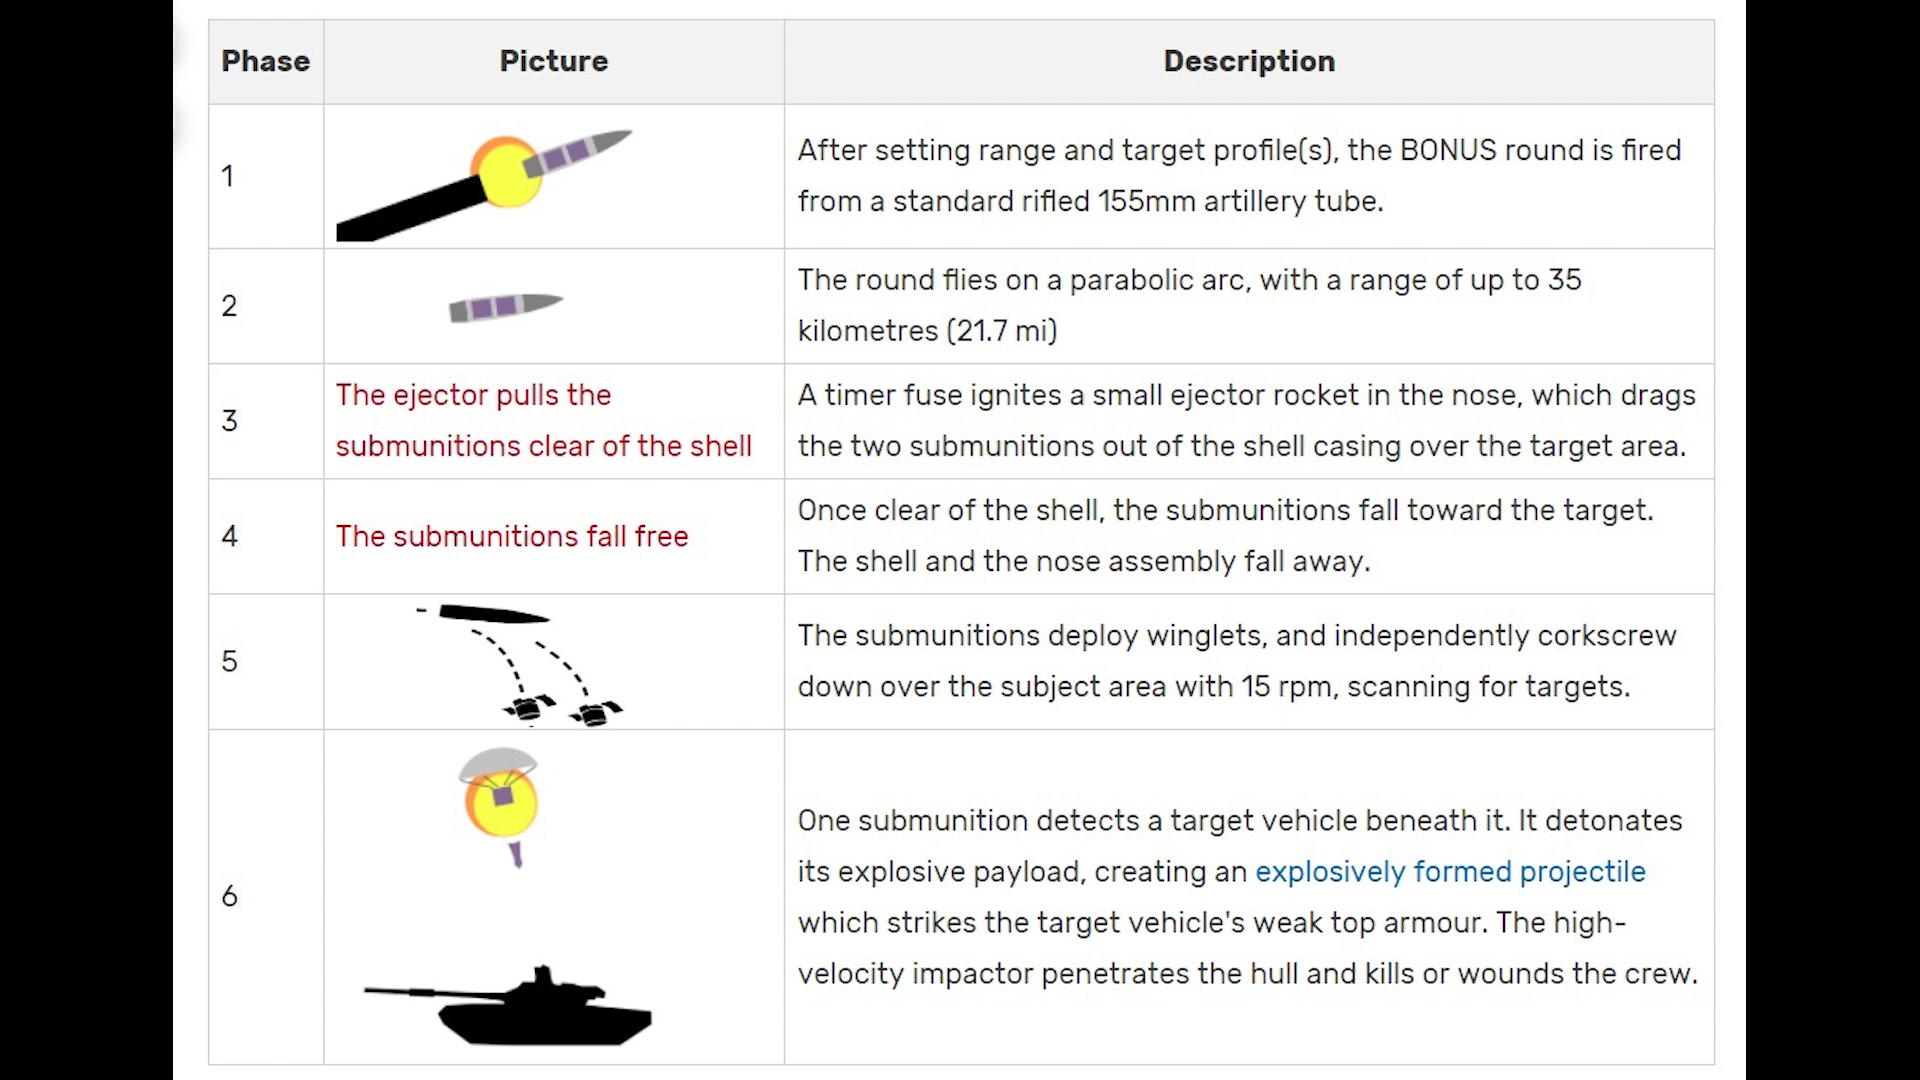 Phase Picture Description
1
After setting range and target profile(s), the BONUS round is fired
from a standard rifled 155mm artillery tube.
2
The round flies on a parabolic arc, with a range of up to 35
kilometres (21.7 mi)
3
The ejector pulls the
submunitions clear of the shell
A timer fuse ignites a small ejector rocket in the nose, which drags
the two submunitions out of the shell casing over the target area.
4
The submunitions fall free
Once clear of the shell, the submunitions fall toward the target.
The shell and the nose assembly fall away.
5
The submunitions deploy winglets, and independently corkscrew
down over the subject area with 15 rpm, scanning for targets.
6
One submunition detects a target vehicle beneath it. It detonates
its explosive payload, creating an explosively formed projectile
which strikes the target vehicle's weak top armour. The high-
velocity impactor penetrates the hull and kills or wounds the crew.